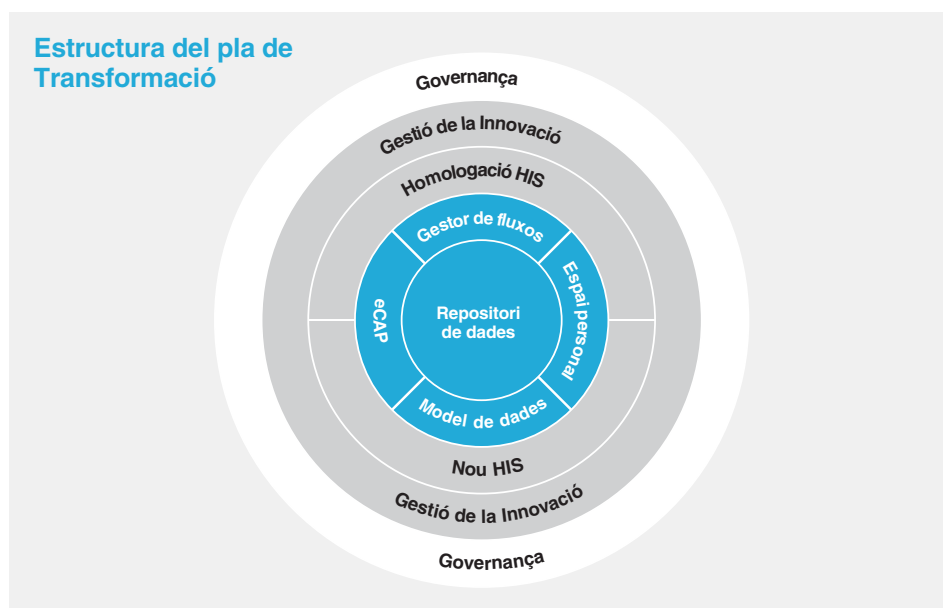 Estructura del pla de
Transformació
Governança
Gestió de la Innovació
Homologació HIS
Gestor de fluxos
eCAP
Repositori
de dades
Espai personal
Model de dades
Nou HIS
Gestió de la Innovació
Governança